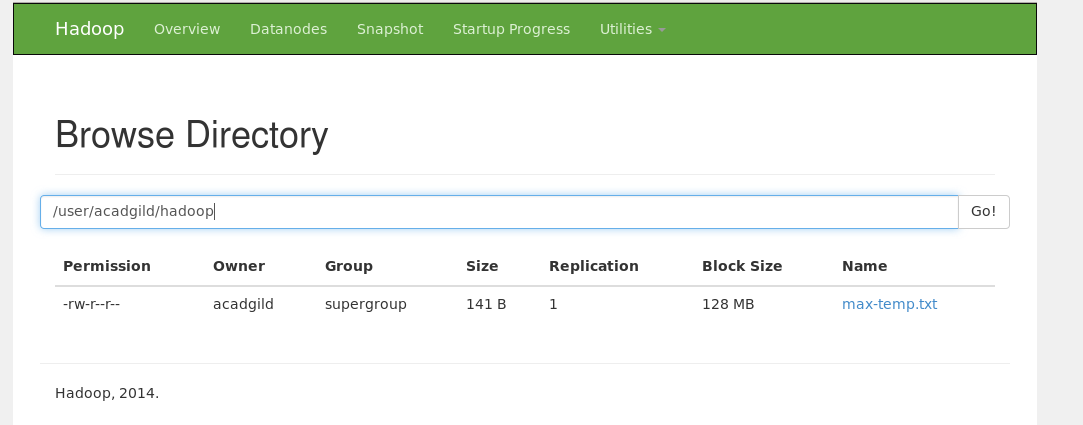 Hadoop Overview Datanodes Snapshot Startup Progress Utilities
Browse Directory
/user/acadgild/hadoop Go!
Permission Owner Group Size Replication Block Size Name
-rw-r--r-- acadgild supergroup 141 B 1 128 MB max-temp.txt
Hadoop, 2014.